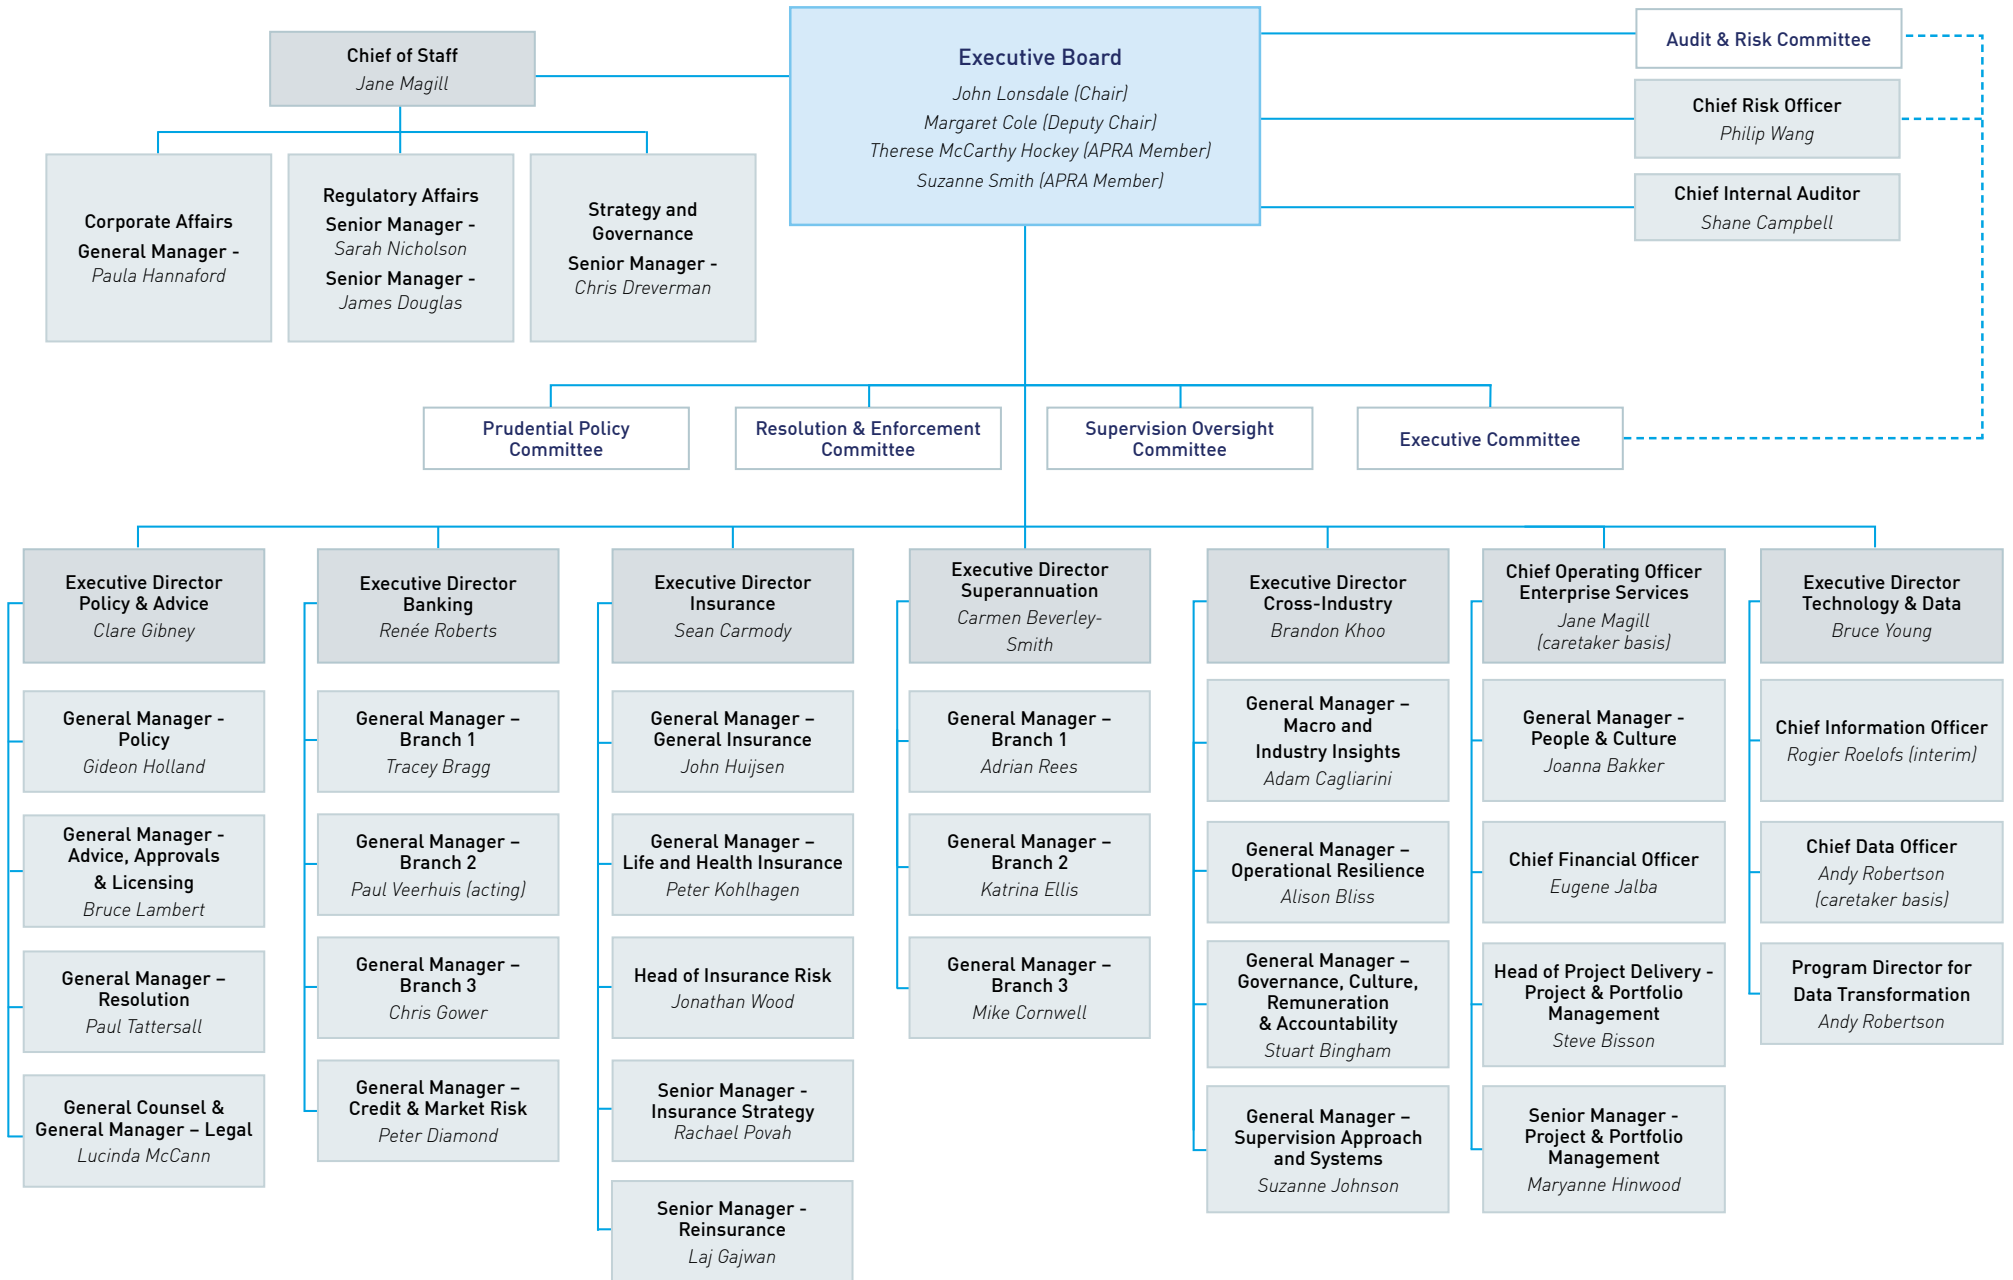 Chief of Staff
Jane Magill
Executive Board
John Lonsdale (Chair)
Margaret Cole (Deputy Chair)
Therese McCarthy Hockey (APRA Member)
Suzanne Smith (APRA Member)
Audit & Risk Committee
Chief Risk Officer
Philip Wang
Chief Internal Auditor
Shane Campbell
Corporate Affairs
General Manager -
Paula Hannaford
Regulatory Affairs
Senior Manager -
Sarah Nicholson
Senior Manager -
James Douglas
Strategy and
Governance
Senior Manager -
Chris Dreverman
Prudential Policy
Committee
Resolution & Enforcement
Committee
Supervision Oversight
Committee
Executive Committee
Executive Director
Policy & Advice
Clare Gibney
General Manager -
Policy
Gideon Holland
General Manager -
Advice, Approvals
& Licensing
Bruce Lambert
General Manager –
Resolution
Paul Tattersall
General Counsel &
General Manager – Legal
Lucinda McCann
Executive Director
Banking
Renée Roberts
General Manager –
Branch 1
Tracey Bragg
General Manager –
Branch 2
Paul Veerhuis (acting)
General Manager –
Branch 3
Chris Gower
General Manager –
Credit & Market Risk
Peter Diamond
Executive Director
Insurance
Sean Carmody
General Manager –
General Insurance
John Huijsen
General Manager –
Life and Health Insurance
Peter Kohlhagen
Head of Insurance Risk
Jonathan Wood
Senior Manager -
Insurance Strategy
Rachael Povah
Senior Manager -
Reinsurance
Laj Gajwan
Executive Director
Superannuation
Carmen Beverley-
Smith
General Manager –
Branch 1
Adrian Rees
General Manager –
Branch 2
Katrina Ellis
General Manager –
Branch 3
Mike Cornwell
Executive Director
Cross-Industry
Brandon Khoo
General Manager –
Macro and
Industry Insights
Adam Cagliarini
General Manager –
Operational Resilience
Alison Bliss
General Manager –
Governance, Culture,
Remuneration
& Accountability
Stuart Bingham
General Manager –
Supervision Approach
and Systems
Suzanne Johnson
Chief Operating Officer
Enterprise Services
Jane Magill
(caretaker basis)
General Manager -
People & Culture
Joanna Bakker
Chief Financial Officer
Eugene Jalba
Head of Project Delivery -
Project & Portfolio
Management
Steve Bisson
Senior Manager -
Project & Portfolio
Management
Maryanne Hinwood
Executive Director
Technology & Data
Bruce Young
Chief Information Officer
Rogier Roelofs (interim)
Chief Data Officer
Andy Robertson
(caretaker basis)
Program Director for
Data Transformation
Andy Robertson